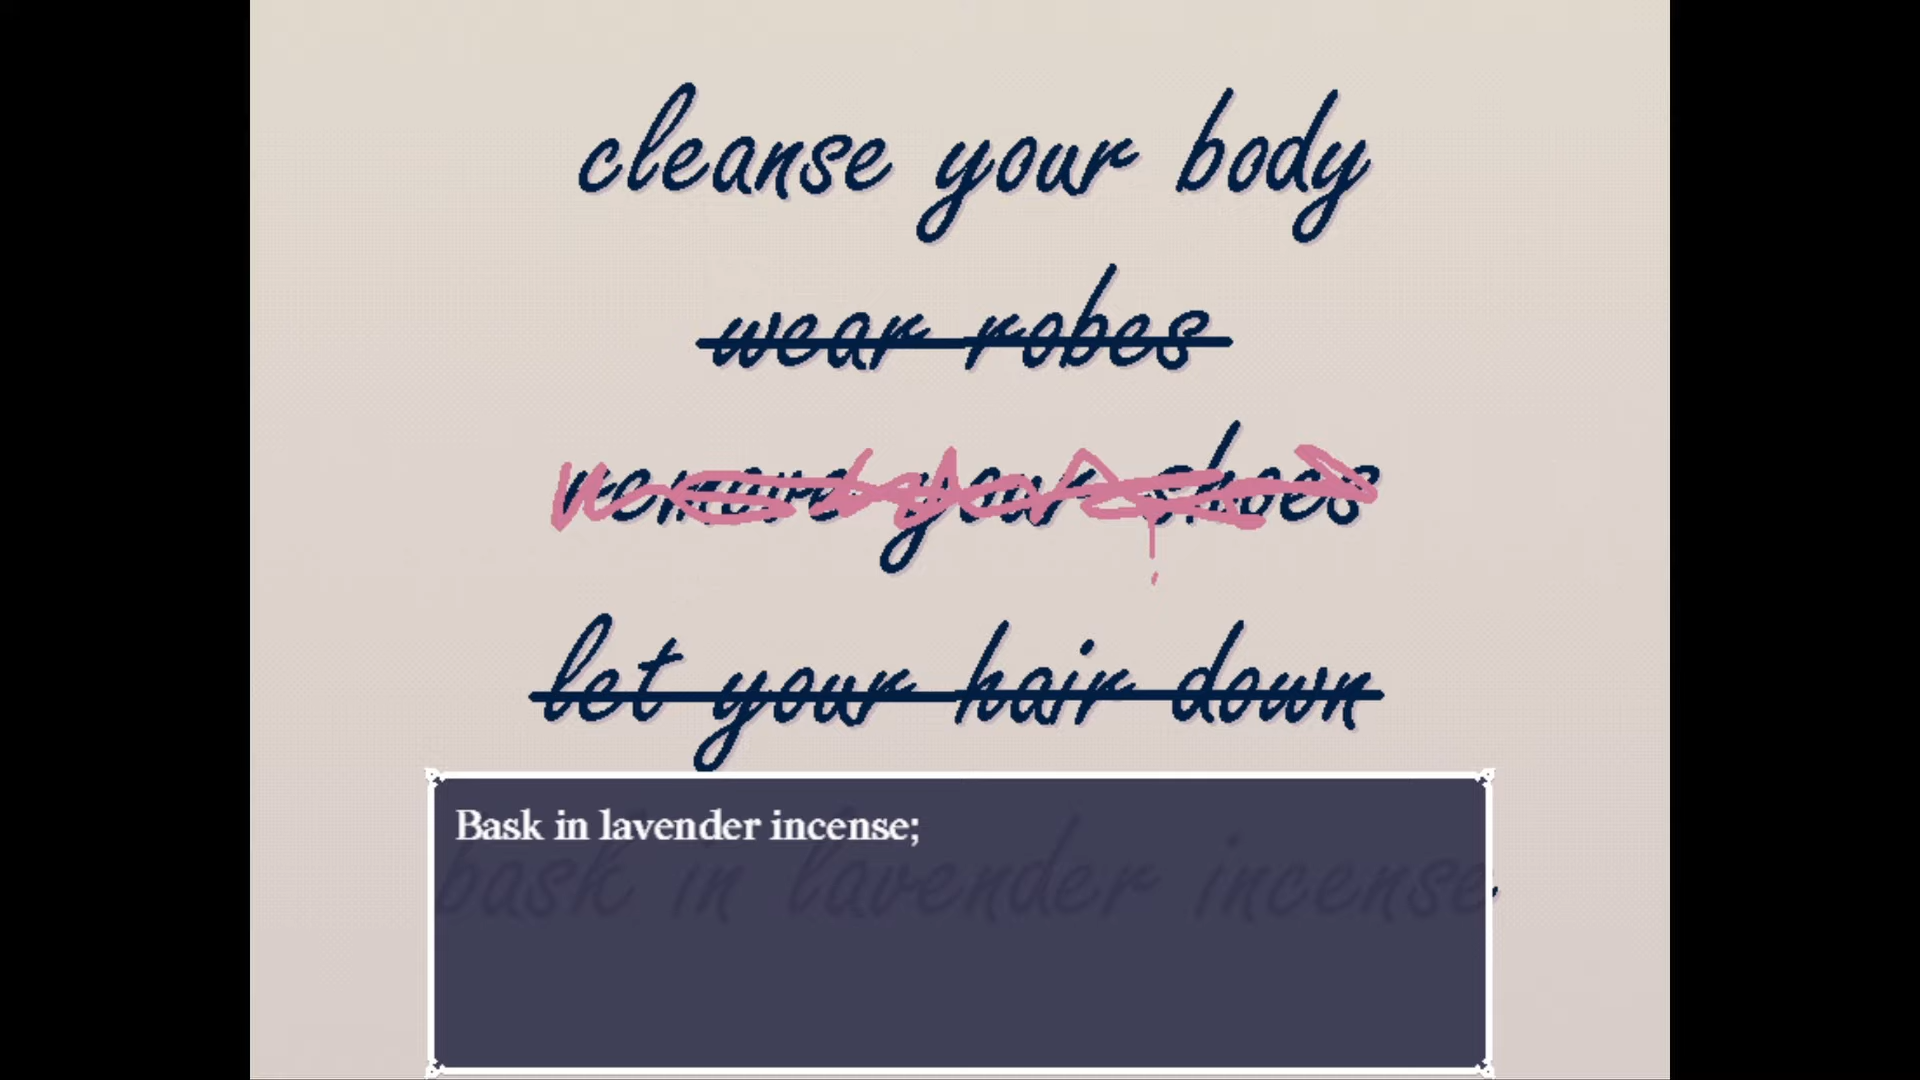 cleanse your body
wear robes
remove your shoes
let your hair down
Bask in lavender incense;
bask in lavender incense